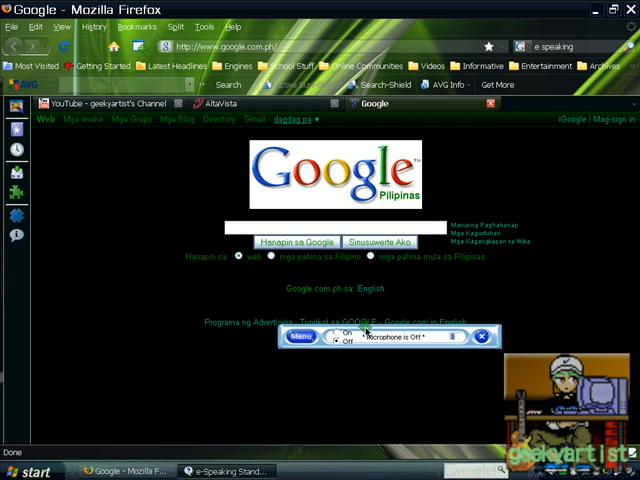 Google - Mozilla Firefox
File Edit View History Bookmarks Split Tools Help
http://www.google.com.ph/ e speaking
Most Visited Getting Started Latest Headlines Engines School Stuff Online Communities Videos Informative Entertainment Archives
AVG Search Active Surf-Shield Search-Shield AVG Info Get More
YouTube - geekyartist's Channel AltaVista Google
Web Mga imahe Mga Grupo Mga Blog Directory Gmail dagdag pa ▼ iGoogle | Mag-sign in
Google™
Pilipinas
Masusing Paghahanap
Mga Kagustuhan
Mga Kagangkapan sa Wika
Hanapin sa Google Sinusuwerte Ako
Hanapin sa: web mga pahina sa Filipino mga pahina mula sa Pilipinas
Google.com.ph sa: English
Programa ng Advertising - Tungkol sa GOOGLE - Google.com in English
Menu On
Off * Microphone is Off *
geekyartist
Done
start Google - Mozilla F... e-Speaking Stand... Google